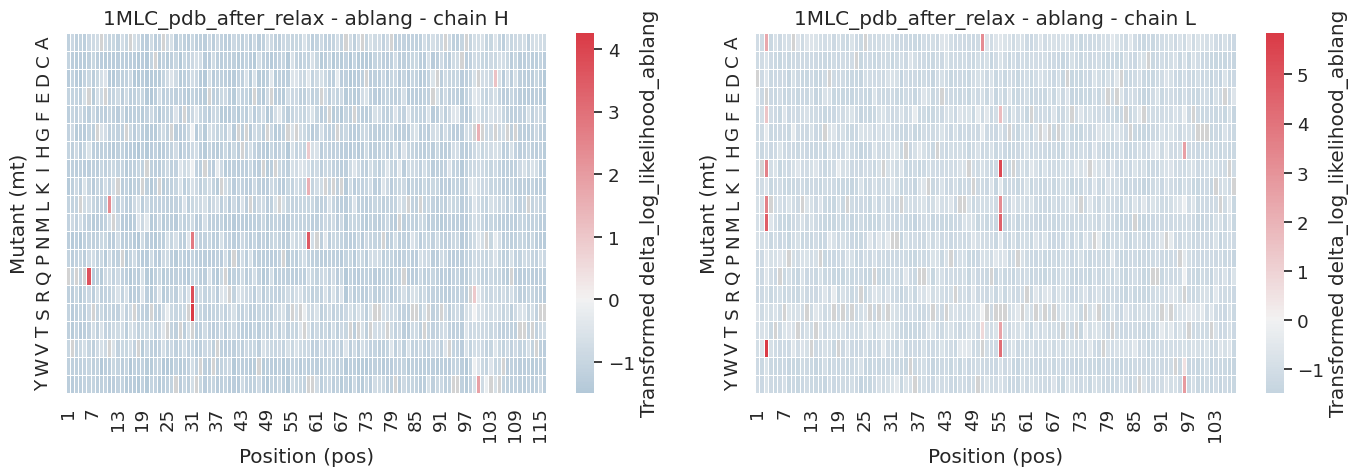 1MLC_pdb_after_relax - ablang - chain H
Mutant (mt)
A
C
D
E
F
G
H
I
K
L
M
N
P
Q
R
S
T
V
W
Y
1 7 13 19 25 31 37 43 49 55 61 67 73 79 85 91 97 103 109 115
Position (pos)
4
3
2
1
0
−1
Transformed delta_log_likelihood_ablang
1MLC_pdb_after_relax - ablang - chain L
Mutant (mt)
A
C
D
E
F
G
H
I
K
L
M
N
P
Q
R
S
T
V
W
Y
1 7 13 19 25 31 37 43 49 55 61 67 73 79 85 91 97 103
Position (pos)
5
4
3
2
1
0
−1
Transformed delta_log_likelihood_ablang